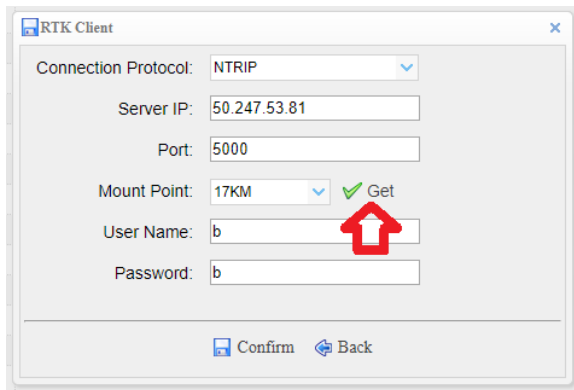 RTK Client
Connection Protocol: NTRIP
Server IP: 50.247.53.81
Port: 5000
Mount Point: 17KM Get
User Name: b
Password: b
Confirm Back